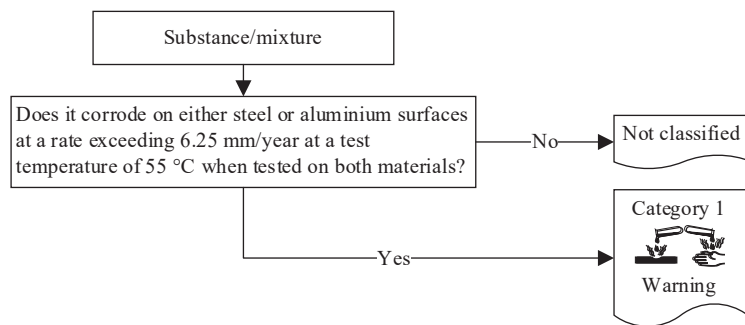 Substance/mixture
Does it corrode on either steel or aluminium surfaces
at a rate exceeding 6.25 mm/year at a test
temperature of 55 °C when tested on both materials?
No
Not classified
Yes
Category 1
Warning